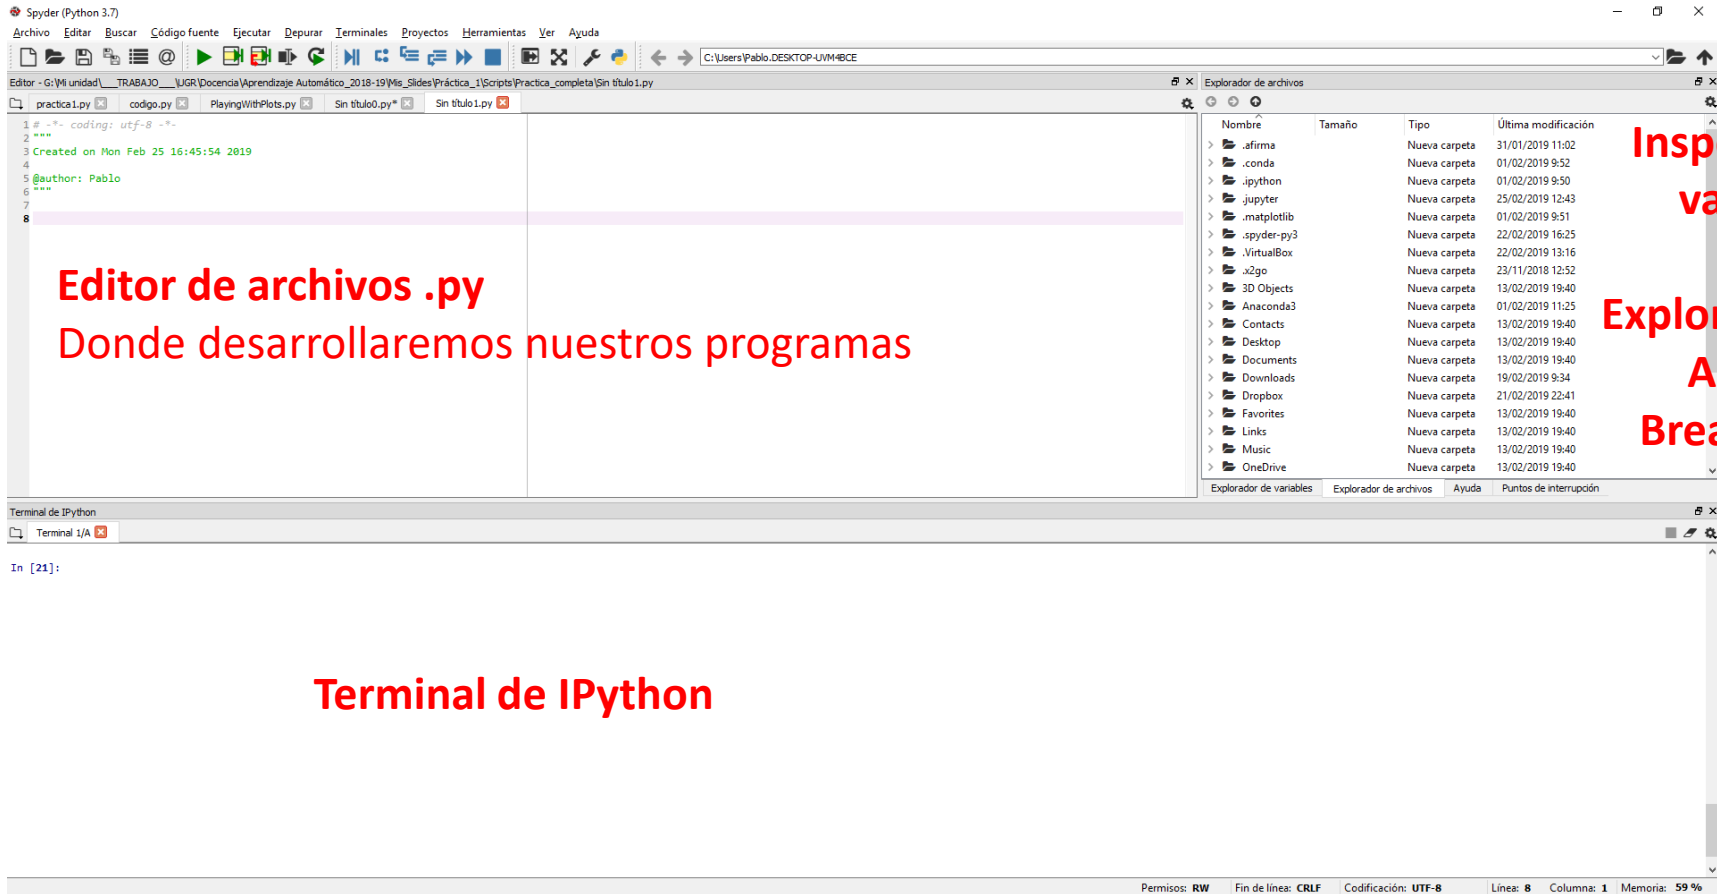 Spyder (Python 3.7)
Archivo Editar Buscar Código fuente Ejecutar Depurar Terminales Proyectos Herramientas Ver Ayuda
C:\Users\Pablo.DESKTOP-UVM4BCE
Editor - G:\Mi unidad\___TRABAJO___\UGR\Docencia\Aprendizaje Automático_2018-19\Mis_Slides\Práctica_1\Scripts\Practica_completa\Sin título1.py
practica1.py codigo.py PlayingWithPlots.py Sin título0.py* Sin título1.py
1 # -*- coding: utf-8 -*-
2 """
3 Created on Mon Feb 25 16:45:54 2019
4
5 @author: Pablo
6 """
7
8
Editor de archivos .py
Donde desarrollaremos nuestros programas
Explorador de archivos
Nombre Tamaño Tipo Última modificación
.afirma Nueva carpeta 31/01/2019 11:02
.conda Nueva carpeta 01/02/2019 9:52
.ipython Nueva carpeta 01/02/2019 9:50
.jupyter Nueva carpeta 25/02/2019 12:43
.matplotlib Nueva carpeta 01/02/2019 9:51
.spyder-py3 Nueva carpeta 22/02/2019 16:25
.VirtualBox Nueva carpeta 22/02/2019 13:16
.x2go Nueva carpeta 23/11/2018 12:52
3D Objects Nueva carpeta 13/02/2019 19:40
Anaconda3 Nueva carpeta 01/02/2019 11:25
Contacts Nueva carpeta 13/02/2019 19:40
Desktop Nueva carpeta 13/02/2019 19:40
Documents Nueva carpeta 13/02/2019 19:40
Downloads Nueva carpeta 19/02/2019 9:34
Dropbox Nueva carpeta 21/02/2019 22:41
Favorites Nueva carpeta 13/02/2019 19:40
Links Nueva carpeta 13/02/2019 19:40
Music Nueva carpeta 13/02/2019 19:40
OneDrive Nueva carpeta 13/02/2019 19:40
Explorador de variables Explorador de archivos Ayuda Puntos de interrupción
Terminal de IPython
Terminal 1/A
In [21]:
Terminal de IPython
Permisos: RW Fin de línea: CRLF Codificación: UTF-8 Línea: 8 Columna: 1 Memoria: 59 %